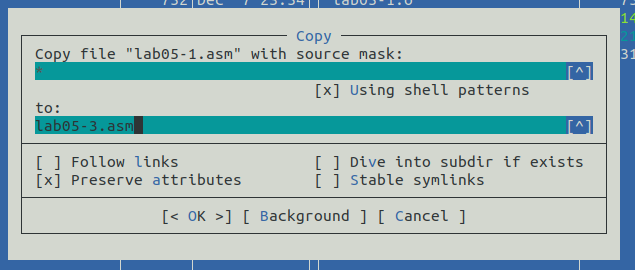 732 Dec 7 23:54 lab05-1.o
Copy
Copy file "lab05-1.asm" with source mask:
* [^]
[x] Using shell patterns
to:
lab05-3.asm [^]
[ ] Follow links [ ] Dive into subdir if exists
[x] Preserve attributes [ ] Stable symlinks
[< OK >] [ Background ] [ Cancel ]